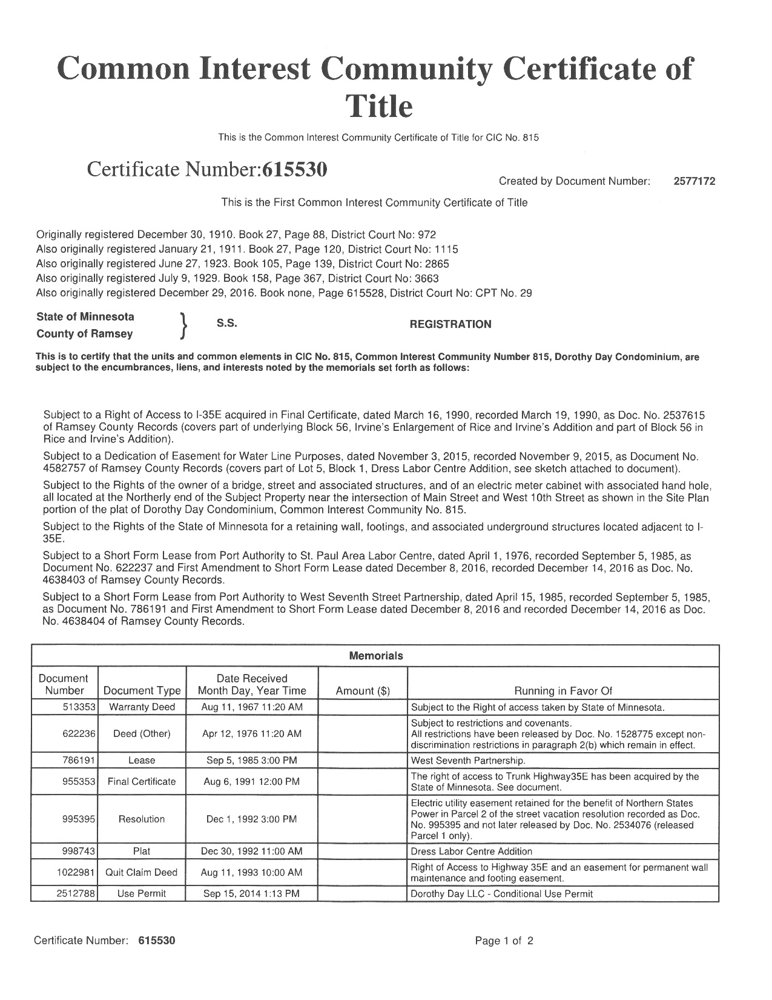 Common Interest Community Certificate of
Title
This is the Common Interest Community Certificate of Title for CIC No. 815
Certificate Number:615530
Created by Document Number: 2577172
This is the First Common Interest Community Certificate of Title
Originally registered December 30, 1910. Book 27, Page 88, District Court No: 972
Also originally registered January 21, 1911. Book 27, Page 120, District Court No: 1115
Also originally registered June 27, 1923. Book 105, Page 139, District Court No: 2865
Also originally registered July 9, 1929. Book 158, Page 367, District Court No: 3663
Also originally registered December 29, 2016. Book none, Page 615528, District Court No: CPT No. 29
State of Minnesota
County of Ramsey
} S.S. REGISTRATION
This is to certify that the units and common elements in CIC No. 815, Common Interest Community Number 815, Dorothy Day Condominium, are
subject to the encumbrances, liens, and interests noted by the memorials set forth as follows:
Subject to a Right of Access to I-35E acquired in Final Certificate, dated March 16, 1990, recorded March 19, 1990, as Doc. No. 2537615
of Ramsey County Records (covers part of underlying Block 56, Irvine's Enlargement of Rice and Irvine's Addition and part of Block 56 in
Rice and Irvine's Addition).
Subject to a Dedication of Easement for Water Line Purposes, dated November 3, 2015, recorded November 9, 2015, as Document No.
4582757 of Ramsey County Records (covers part of Lot 5, Block 1, Dress Labor Centre Addition, see sketch attached to document).
Subject to the Rights of the owner of a bridge, street and associated structures, and of an electric meter cabinet with associated hand hole,
all located at the Northerly end of the Subject Property near the intersection of Main Street and West 10th Street as shown in the Site Plan
portion of the plat of Dorothy Day Condominium, Common Interest Community No. 815.
Subject to the Rights of the State of Minnesota for a retaining wall, footings, and associated underground structures located adjacent to I-
35E.
Subject to a Short Form Lease from Port Authority to St. Paul Area Labor Centre, dated April 1, 1976, recorded September 5, 1985, as
Document No. 622237 and First Amendment to Short Form Lease dated December 8, 2016, recorded December 14, 2016 as Doc. No.
4638403 of Ramsey County Records.
Subject to a Short Form Lease from Port Authority to West Seventh Street Partnership, dated April 15, 1985, recorded September 5, 1985,
as Document No. 786191 and First Amendment to Short Form Lease dated December 8, 2016 and recorded December 14, 2016 as Doc.
No. 4638404 of Ramsey County Records.
Memorials
Document
Number
Document Type
Date Received
Month Day, Year Time
Amount ($)
Running in Favor Of
513353 Warranty Deed Aug 11, 1967 11:20 AM Subject to the Right of access taken by State of Minnesota.
622236 Deed (Other) Apr 12, 1976 11:20 AM Subject to restrictions and covenants.
All restrictions have been released by Doc. No. 1528775 except non-
discrimination restrictions in paragraph 2(b) which remain in effect.
786191 Lease Sep 5, 1985 3:00 PM West Seventh Partnership.
955353 Final Certificate Aug 6, 1991 12:00 PM The right of access to Trunk Highway35E has been acquired by the
State of Minnesota. See document.
995395 Resolution Dec 1, 1992 3:00 PM Electric utility easement retained for the benefit of Northern States
Power in Parcel 2 of the street vacation resolution recorded as Doc.
No. 995395 and not later released by Doc. No. 2534076 (released
Parcel 1 only).
998743 Plat Dec 30, 1992 11:00 AM Dress Labor Centre Addition
1022981 Quit Claim Deed Aug 11, 1993 10:00 AM Right of Access to Highway 35E and an easement for permanent wall
maintenance and footing easement.
2512788 Use Permit Sep 15, 2014 1:13 PM Dorothy Day LLC - Conditional Use Permit
Certificate Number: 615530 Page 1 of 2